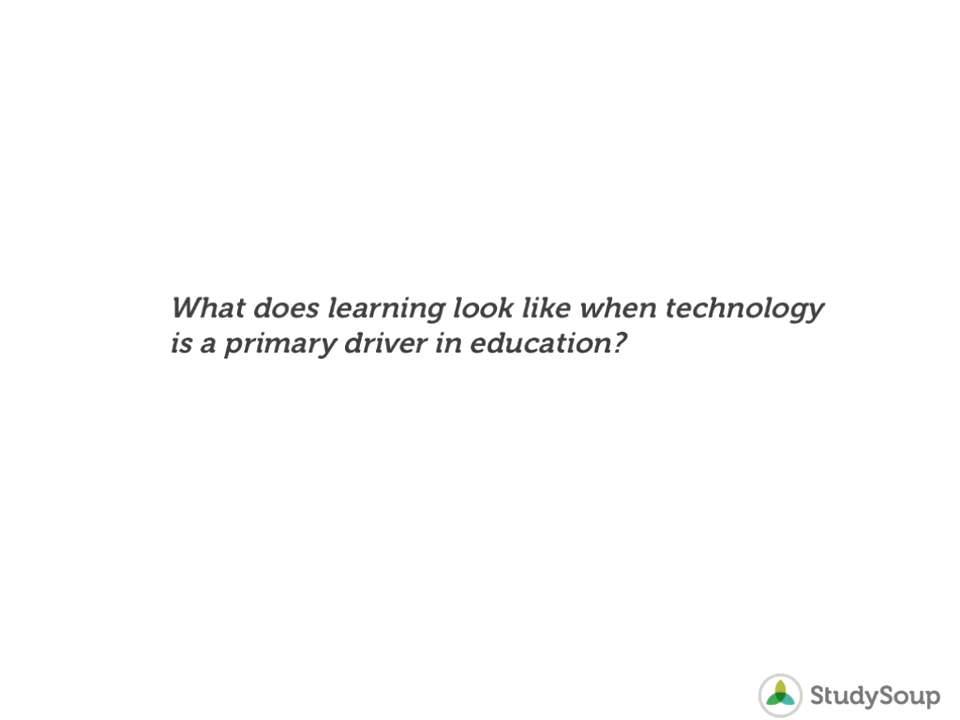 What does learning look like when technology
is a primary driver in education?
StudySoup